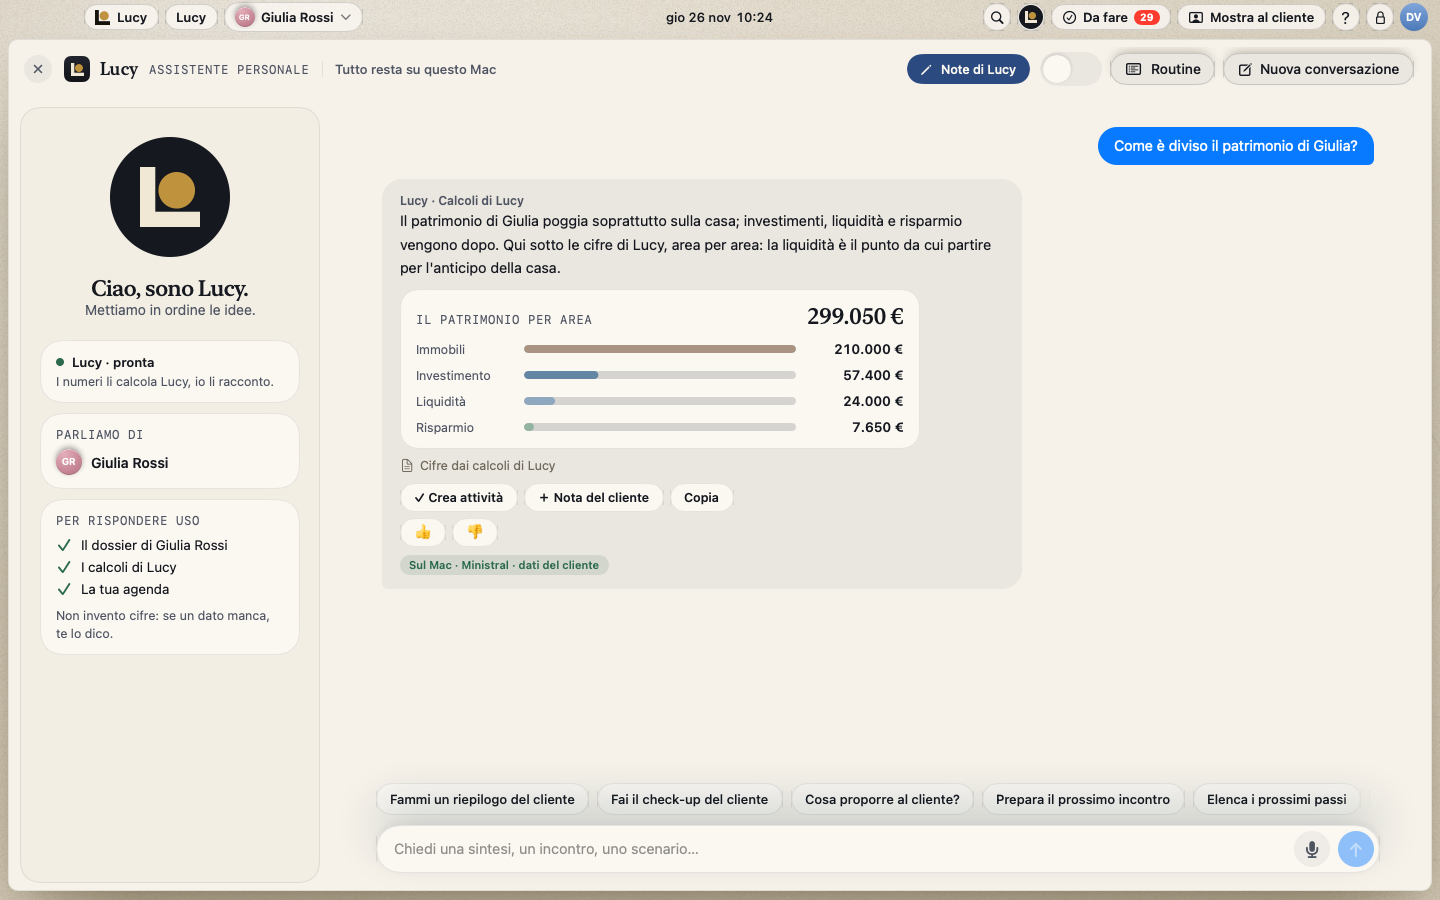 Lucy
Lucy
GR
Giulia Rossi
gio 26 nov 10:24
Da fare 29
Mostra al cliente
?
DV
Lucy
ASSISTENTE PERSONALE
Tutto resta su questo Mac
Note di Lucy
Routine
Nuova conversazione
Ciao, sono Lucy.
Mettiamo in ordine le idee.
Lucy · pronta
I numeri li calcola Lucy, io li racconto.
PARLIAMO DI
GR
Giulia Rossi
PER RISPONDERE USO
Il dossier di Giulia Rossi
I calcoli di Lucy
La tua agenda
Non invento cifre: se un dato manca,
te lo dico.
Come è diviso il patrimonio di Giulia?
Lucy · Calcoli di Lucy
Il patrimonio di Giulia poggia soprattutto sulla casa; investimenti, liquidità e risparmio
vengono dopo. Qui sotto le cifre di Lucy, area per area: la liquidità è il punto da cui partire
per l'anticipo della casa.
IL PATRIMONIO PER AREA 299.050 €
Immobili 210.000 €
Investimento 57.400 €
Liquidità 24.000 €
Risparmio 7.650 €
Cifre dai calcoli di Lucy
✓ Crea attività
+ Nota del cliente
Copia
Sul Mac · Ministral · dati del cliente
Fammi un riepilogo del cliente
Fai il check-up del cliente
Cosa proporre al cliente?
Prepara il prossimo incontro
Elenca i prossimi passi
Chiedi una sintesi, un incontro, uno scenario...